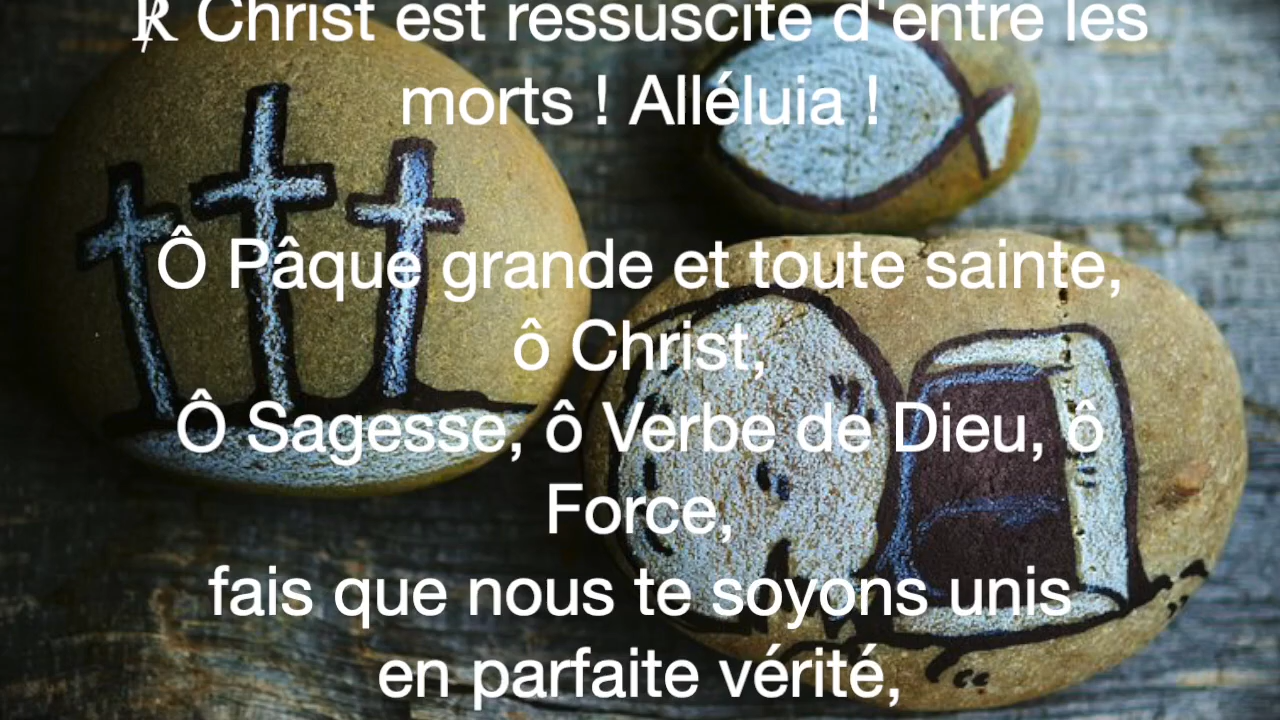 ℟ Christ est ressuscité d'entre les
morts ! Alléluia !
Ô Pâque grande et toute sainte,
ô Christ,
Ô Sagesse, ô Verbe de Dieu, ô
Force,
fais que nous te soyons unis
en parfaite vérité,